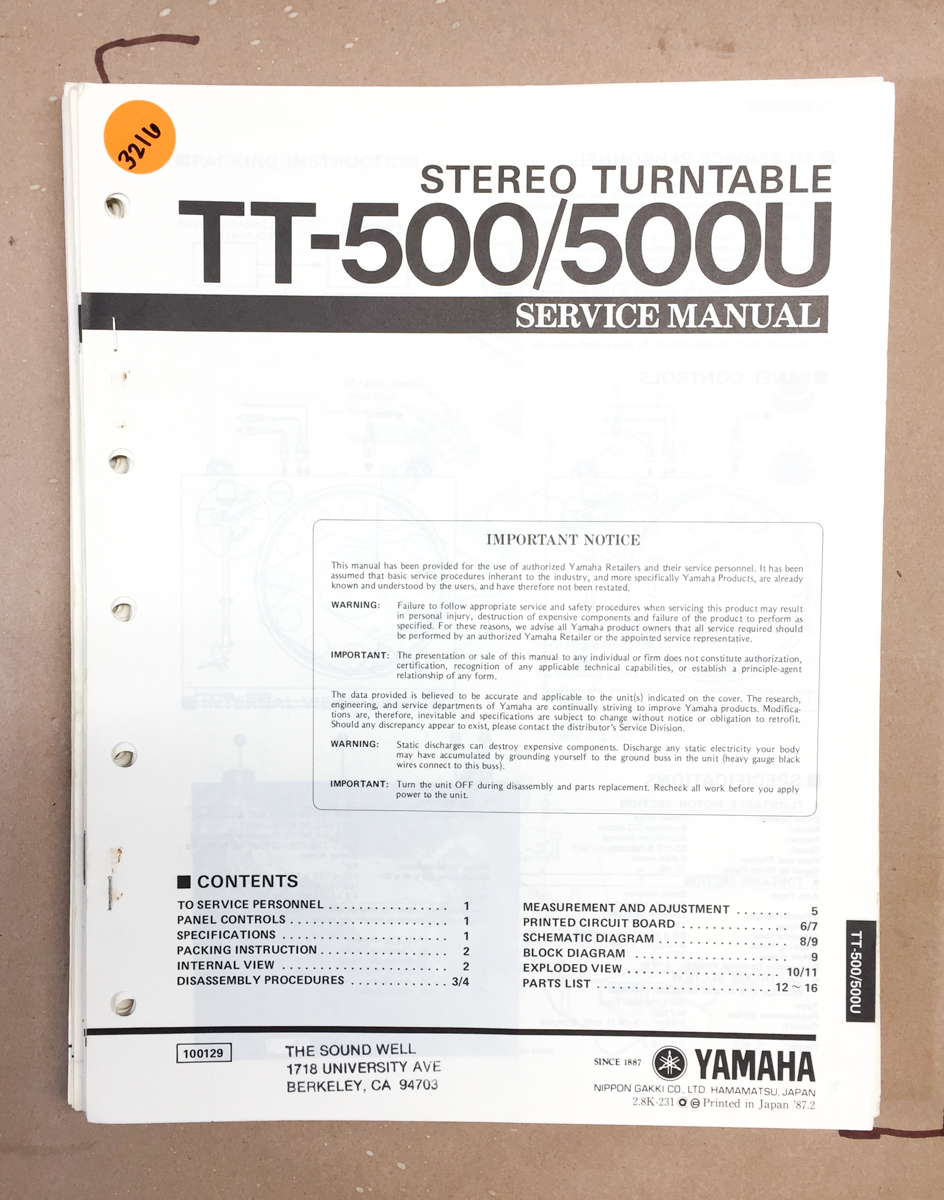 3216
STEREO TURNTABLE
TT-500/500U
SERVICE MANUAL
IMPORTANT NOTICE
This manual has been provided for the use of authorized Yamaha Retailers and their service personnel. It has been
assumed that basic service procedures inherant to the industry, and more specifically Yamaha Products, are already
known and understood by the users, and have therefore not been restated.
WARNING: Failure to follow appropriate service and safety procedures when servicing this product may result
in personal injury, destruction of expensive components and failure of the product to perform as
specified. For these reasons, we advise all Yamaha product owners that all service required should
be performed by an authorized Yamaha Retailer or the appointed service representative.
IMPORTANT: The presentation or sale of this manual to any individual or firm does not constitute authorization,
certification, recognition of any applicable technical capabilities, or establish a principle-agent
relationship of any form.
The data provided is believed to be accurate and applicable to the unit(s) indicated on the cover. The research,
engineering, and service departments of Yamaha are continually striving to improve Yamaha products. Modifica-
tions are, therefore, inevitable and specifications are subject to change without notice or obligation to retrofit.
Should any discrepancy appear to exist, please contact the distributor's Service Division.
WARNING: Static discharges can destroy expensive components. Discharge any static electricity your body
may have accumulated by grounding yourself to the ground buss in the unit (heavy gauge black
wires connect to this buss).
IMPORTANT: Turn the unit OFF during disassembly and parts replacement. Recheck all work before you apply
power to the unit.
■ CONTENTS
TO SERVICE PERSONNEL . . . . . . . . . . . . . . . . 1
PANEL CONTROLS . . . . . . . . . . . . . . . . . . . . . 1
SPECIFICATIONS . . . . . . . . . . . . . . . . . . . . . . 1
PACKING INSTRUCTION . . . . . . . . . . . . . . . . . 2
INTERNAL VIEW . . . . . . . . . . . . . . . . . . . . . . 2
DISASSEMBLY PROCEDURES . . . . . . . . . . . . . 3/4
MEASUREMENT AND ADJUSTMENT . . . . . . . 5
PRINTED CIRCUIT BOARD . . . . . . . . . . . . . . 6/7
SCHEMATIC DIAGRAM . . . . . . . . . . . . . . . . . 8/9
BLOCK DIAGRAM . . . . . . . . . . . . . . . . . . . . 9
EXPLODED VIEW . . . . . . . . . . . . . . . . . . . . 10/11
PARTS LIST . . . . . . . . . . . . . . . . . . . . . . . 12 ~ 16
TT-500/500U
100129
THE SOUND WELL
1718 UNIVERSITY AVE
BERKELEY, CA 94703
SINCE 1887 YAMAHA
NIPPON GAKKI CO., LTD. HAMAMATSU, JAPAN
2.8K-231 Printed in Japan '87.2